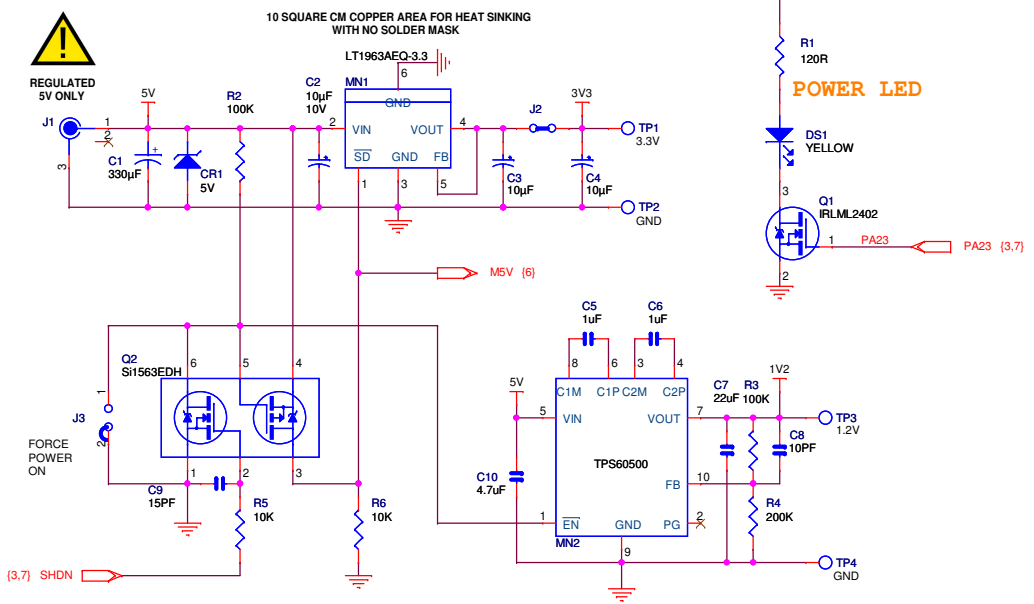 10 SQUARE CM COPPER AREA FOR HEAT SINKING
WITH NO SOLDER MASK
!
REGULATED
5V ONLY
J1
1
2
3
5V
C1
330µF
+
CR1
5V
R2
100K
C2
10µF
10V
LT1963AEQ-3.3
MN1
6
GND
2
VIN
VOUT
4
SD
GND
FB
1
3
5
C3
10µF
J2
3V3
C4
10µF
TP1
3.3V
TP2
GND
R1
120R
POWER LED
DS1
YELLOW
3
Q1
IRLML2402
1
PA23
PA23 {3,7}
2
M5V {6}
Q2
Si1563EDH
6
5
4
1
J3
2
FORCE
POWER
ON
1
2
3
C9
15PF
R5
10K
R6
10K
{3,7} SHDN
C5
1uF
C6
1uF
8
6
3
4
C1M
C1P
C2M
C2P
5V
5
VIN
VOUT
7
C7
22uF
R3
100K
1V2
TP3
1.2V
C8
10PF
TPS60500
C10
4.7uF
FB
10
R4
200K
1
EN
GND
PG
2
MN2
9
TP4
GND